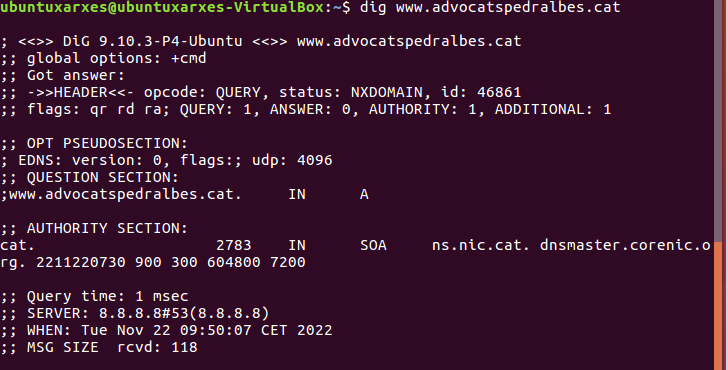 ubuntuxarxes@ubuntuxarxes-VirtualBox:~$ dig www.advocatspedralbes.cat
; <<>> DiG 9.10.3-P4-Ubuntu <<>> www.advocatspedralbes.cat
;; global options: +cmd
;; Got answer:
;; ->>HEADER<<- opcode: QUERY, status: NXDOMAIN, id: 46861
;; flags: qr rd ra; QUERY: 1, ANSWER: 0, AUTHORITY: 1, ADDITIONAL: 1
;; OPT PSEUDOSECTION:
; EDNS: version: 0, flags:; udp: 4096
;; QUESTION SECTION:
;www.advocatspedralbes.cat. IN A
;; AUTHORITY SECTION:
cat. 2783 IN SOA ns.nic.cat. dnsmaster.corenic.o
rg. 2211220730 900 300 604800 7200
;; Query time: 1 msec
;; SERVER: 8.8.8.8#53(8.8.8.8)
;; WHEN: Tue Nov 22 09:50:07 CET 2022
;; MSG SIZE  rcvd: 118